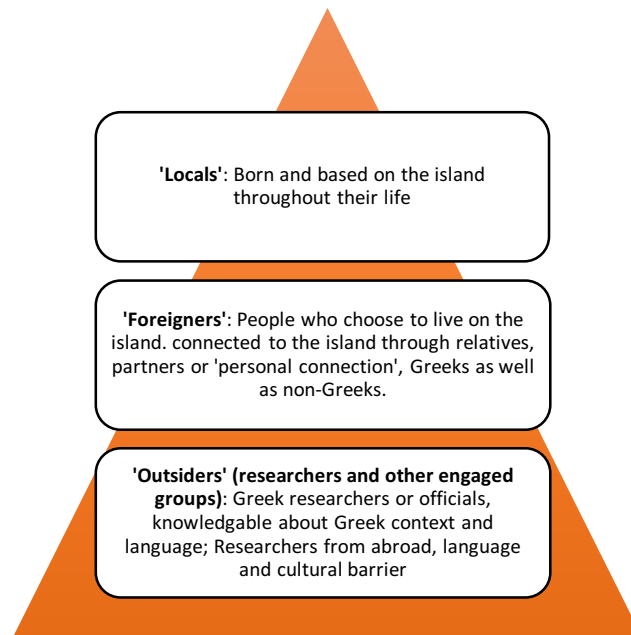 'Locals': Born and based on the island
throughout their life
'Foreigners': People who choose to live on the
island. connected to the island through relatives,
partners or 'personal connection', Greeks as well
as non-Greeks.
'Outsiders' (researchers and other engaged
groups): Greek researchers or officials,
knowledgable about Greek context and
language; Researchers from abroad, language
and cultural barrier